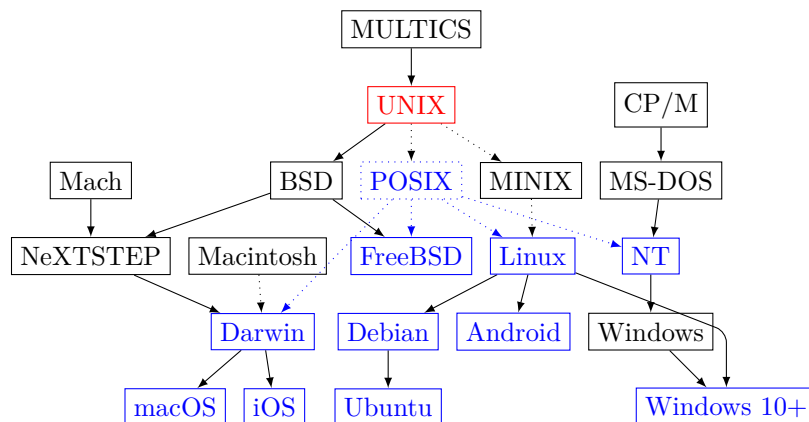 MULTICS
UNIX
CP/M
Mach
BSD
POSIX
MINIX
MS-DOS
NeXTSTEP
Macintosh
FreeBSD
Linux
NT
Darwin
Debian
Android
Windows
macOS
iOS
Ubuntu
Windows 10+